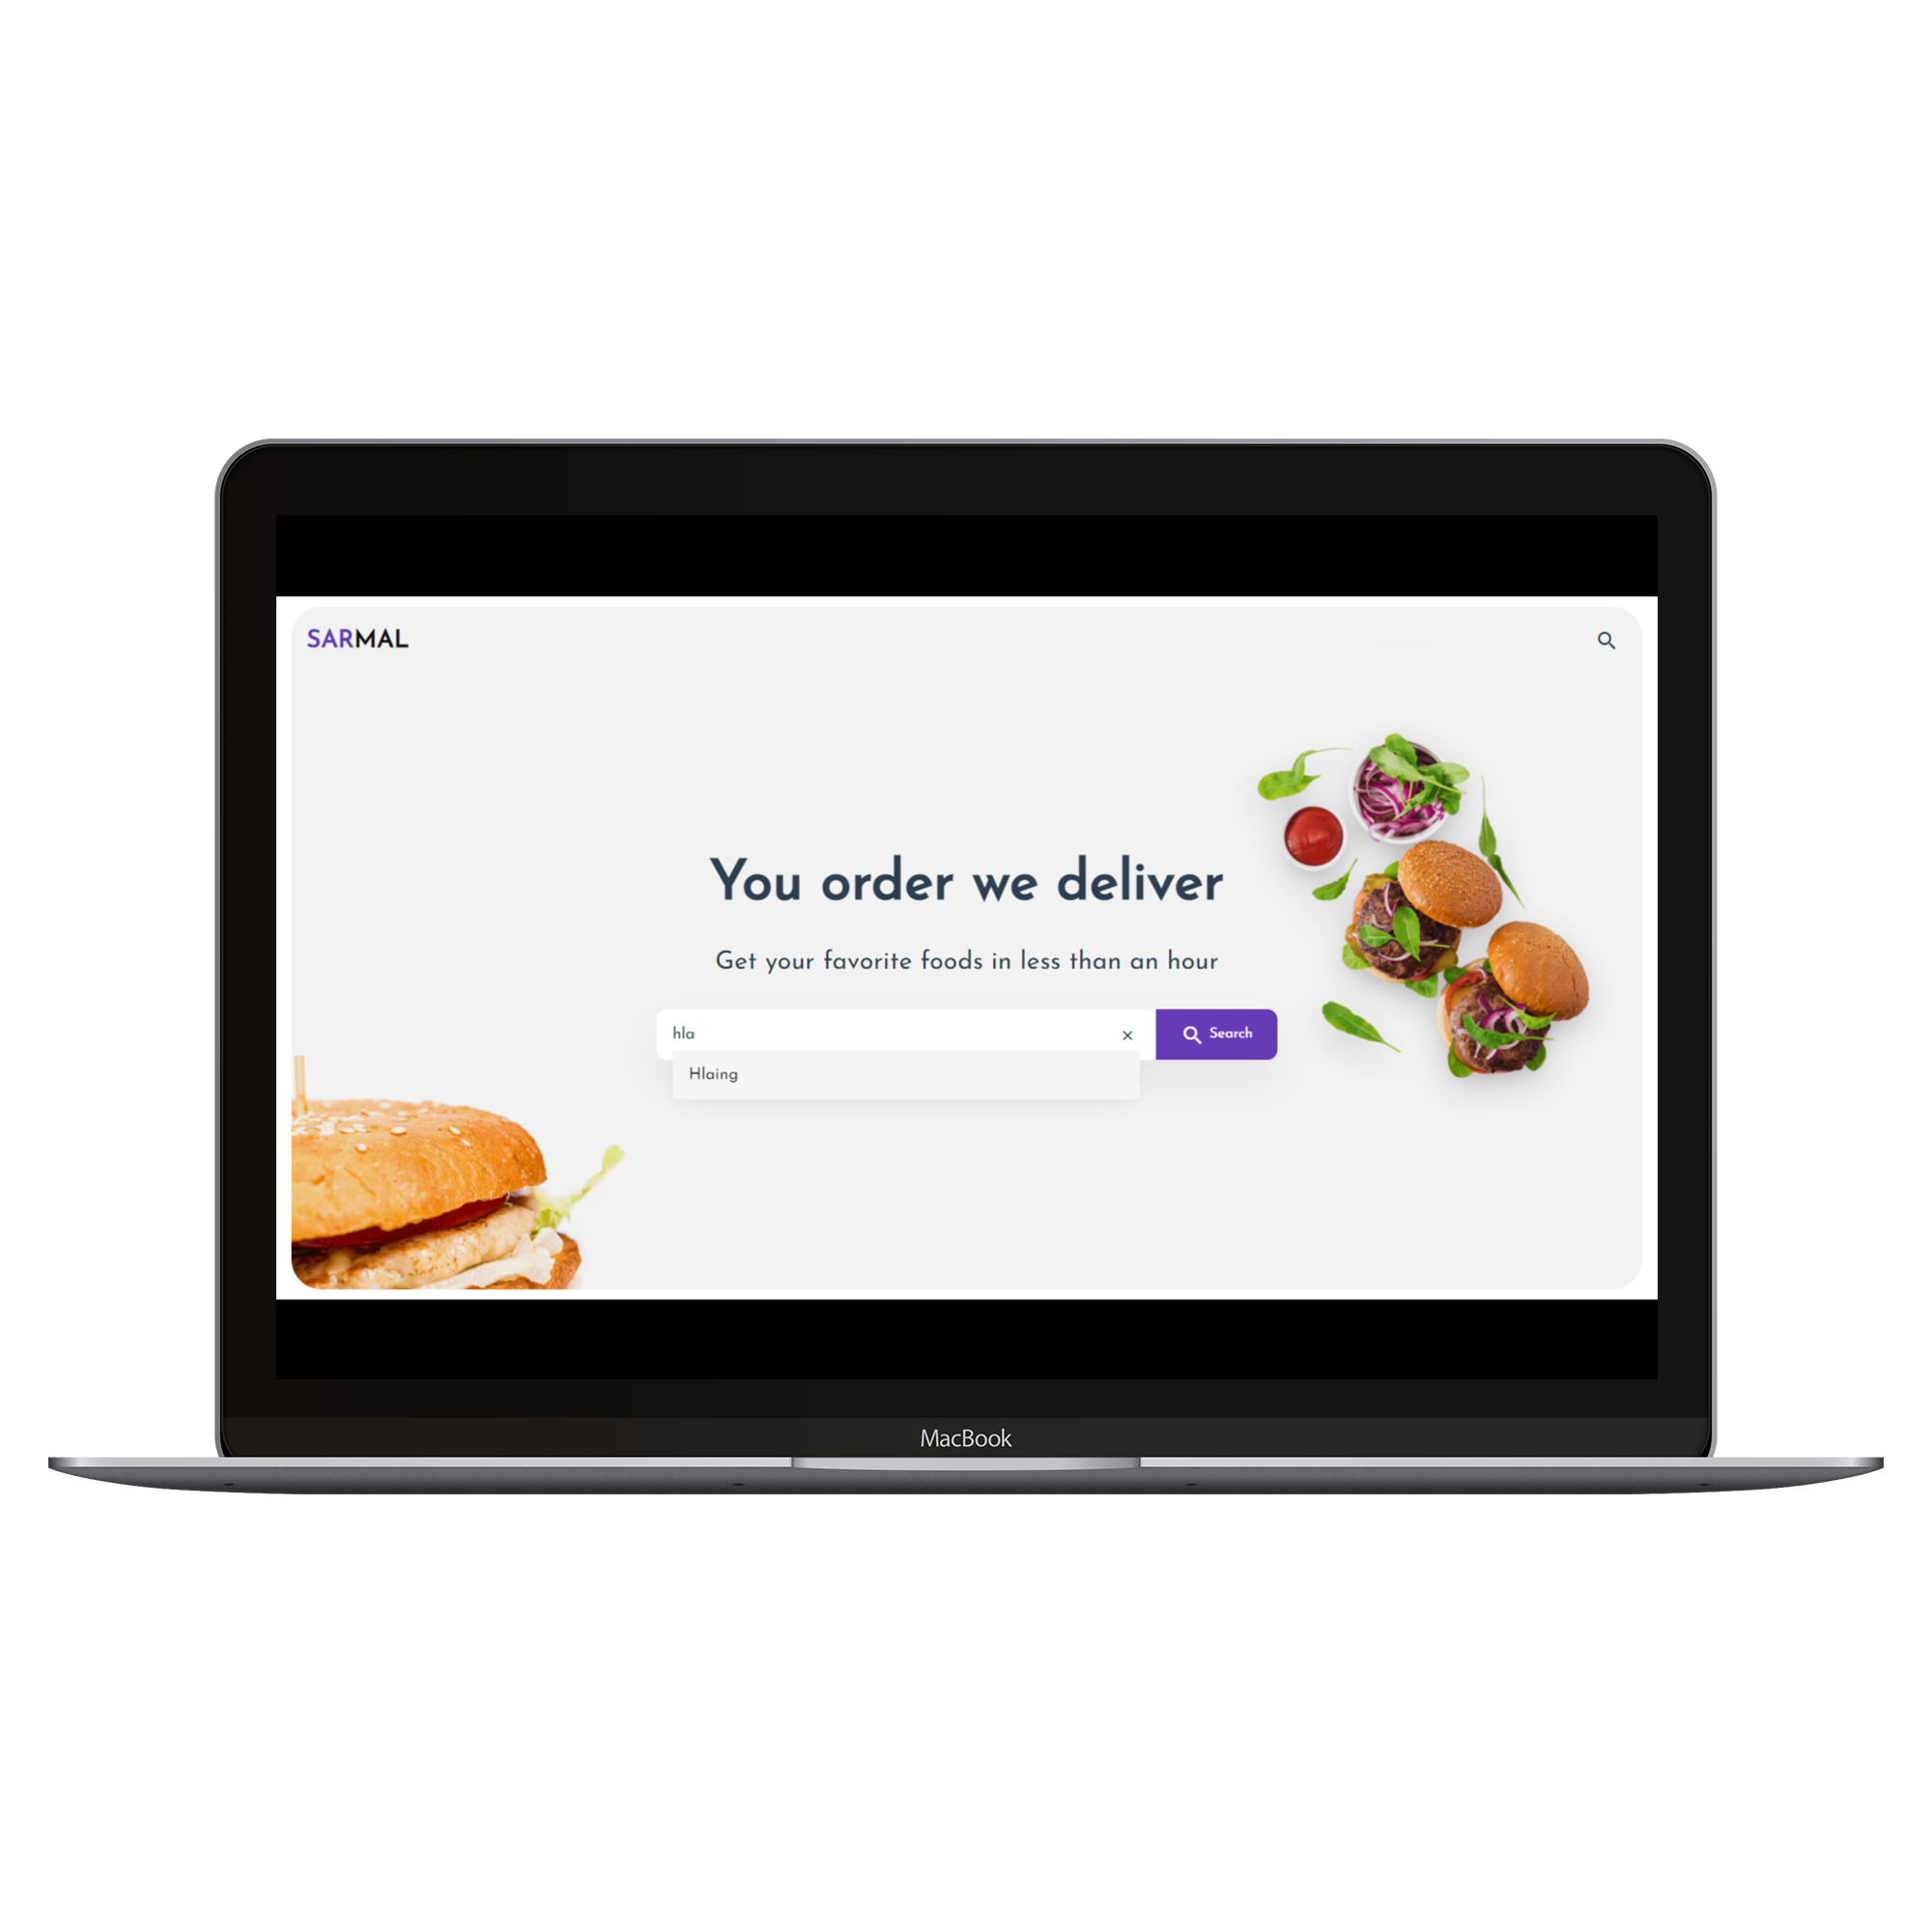 SARMAL
You order we deliver
Get your favorite foods in less than an hour
hla
Search
Hlaing
MacBook